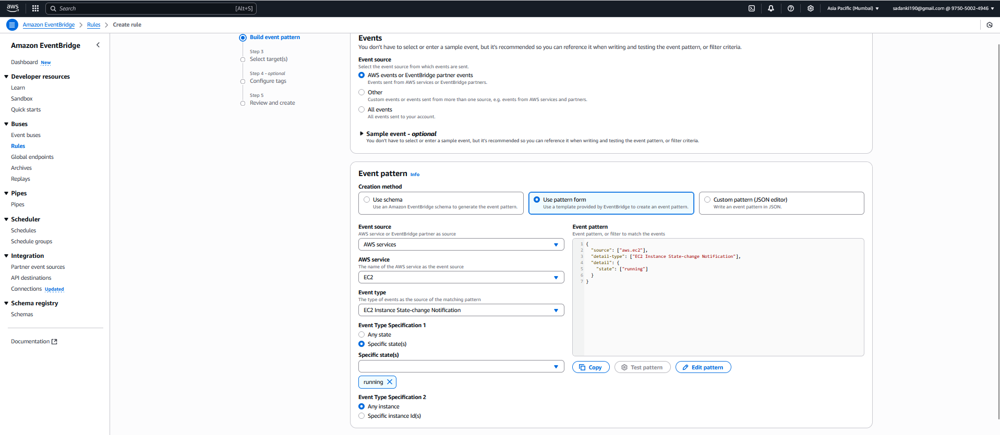 aws
Search
[Alt+S]
Asia Pacific (Mumbai)
sadanki190@gmail.com @ 9750-5002-4946
Amazon EventBridge
Rules
Create rule
Amazon EventBridge
Dashboard New
Developer resources
Learn
Sandbox
Quick starts
Buses
Event buses
Rules
Global endpoints
Archives
Replays
Pipes
Pipes
Scheduler
Schedules
Schedule groups
Integration
Partner event sources
API destinations
Connections Updated
Schema registry
Schemas
Documentation
Build event pattern
Step 3
Select target(s)
Step 4 - optional
Configure tags
Step 5
Review and create
Events
You don't have to select or enter a sample event, but it's recommended so you can reference it when writing and testing the event pattern, or filter criteria.
Event source
Select the event source from which events are sent.
AWS events or EventBridge partner events
Events sent from AWS services or EventBridge partners.
Other
Custom events or events sent from more than one source, e.g. events from AWS services and partners.
All events
All events sent to your account.
Sample event - optional
You don't have to select or enter a sample event, but it's recommended so you can reference it when writing and testing the event pattern, or filter criteria.
Event pattern Info
Creation method
Use schema
Use an Amazon EventBridge schema to generate the event pattern.
Use pattern form
Use a template provided by EventBridge to create an event pattern.
Custom pattern (JSON editor)
Write an event pattern in JSON.
Event source
AWS service or EventBridge partner as source
AWS services
AWS service
The name of the AWS service as the event source
EC2
Event type
The type of events as the source of the matching pattern
EC2 Instance State-change Notification
Event Type Specification 1
Any state
Specific state(s)
Specific state(s)
running
Event Type Specification 2
Any instance
Specific instance Id(s)
Event pattern
Event pattern, or filter to match the events
1 {
2 "source": ["aws.ec2"],
3 "detail-type": ["EC2 Instance State-change Notification"],
4 "detail": {
5 "state": ["running"]
6 }
7 }
Copy
Test pattern
Edit pattern